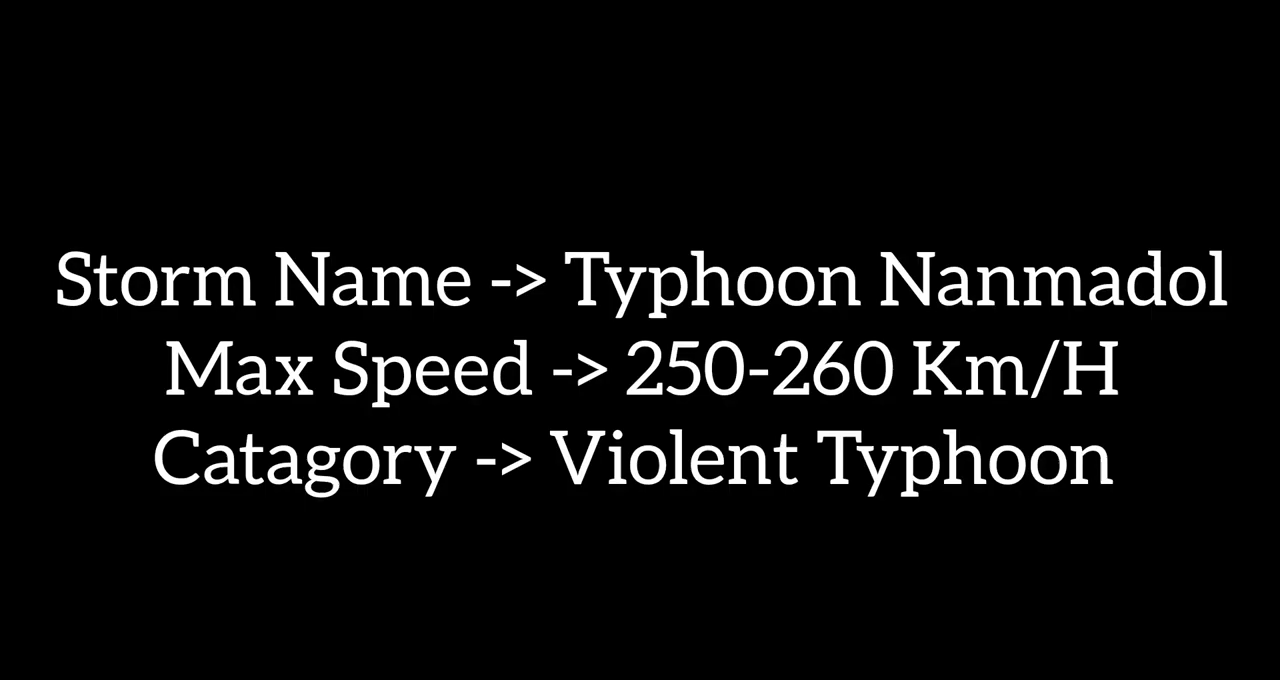 Storm Name -> Typhoon Nanmadol
Max Speed -> 250-260 Km/H
Catagory -> Violent Typhoon